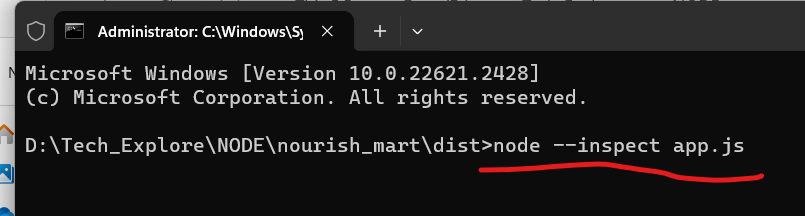 Administrator: C:\Windows\Sy
Microsoft Windows [Version 10.0.22621.2428]
(c) Microsoft Corporation. All rights reserved.
D:\Tech_Explore\NODE\nourish_mart\dist>node --inspect app.js